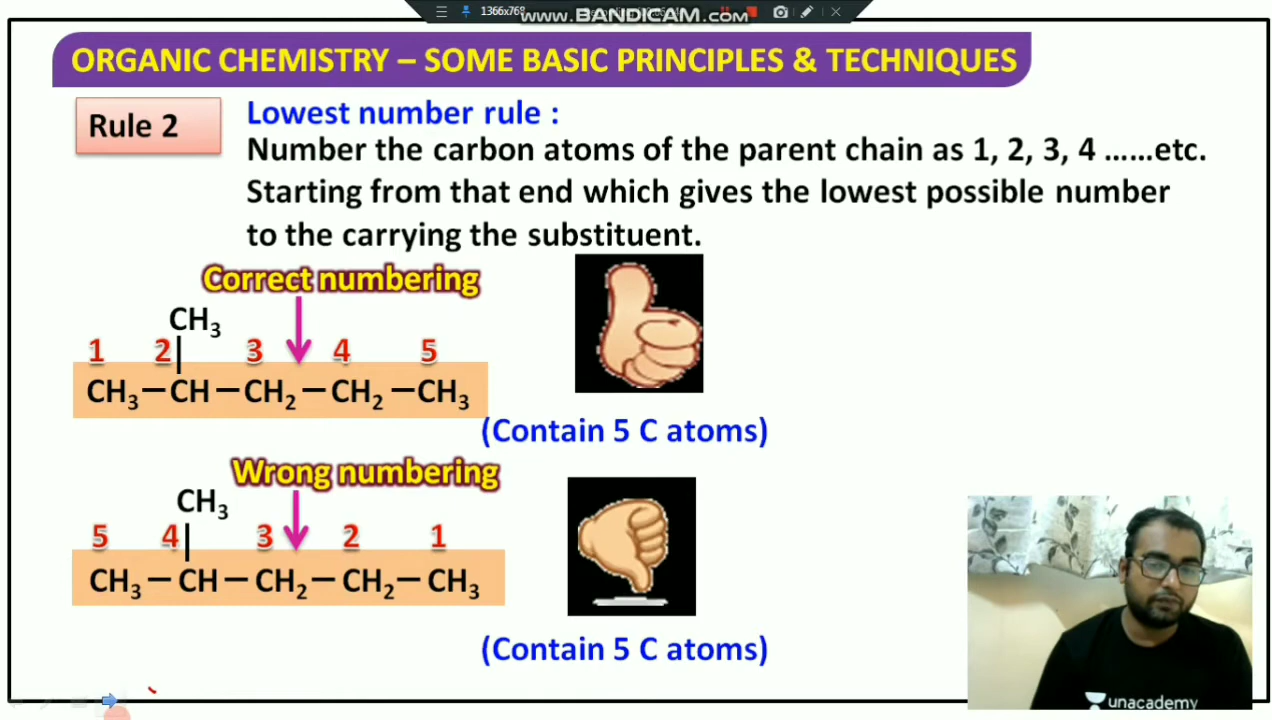 1366x768
www.BANDICAM.com
ORGANIC CHEMISTRY – SOME BASIC PRINCIPLES & TECHNIQUES
Rule 2
Lowest number rule :
Number the carbon atoms of the parent chain as 1, 2, 3, 4 ......etc.
Starting from that end which gives the lowest possible number
to the carrying the substituent.
Correct numbering
CH₃
1 2 3 4 5
CH₃ – CH – CH₂ – CH₂ – CH₃
(Contain 5 C atoms)
Wrong numbering
CH₃
5 4 3 2 1
CH₃ – CH – CH₂ – CH₂ – CH₃
(Contain 5 C atoms)
unacademy